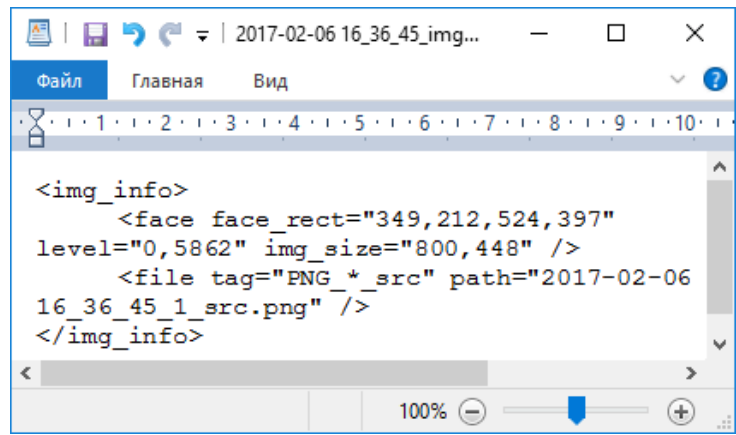 2017-02-06 16_36_45_img...
Файл Главная Вид
1 2 3 4 5 6 7 8 9 10
<img_info>
<face face_rect="349,212,524,397"
level="0,5862" img_size="800,448" />
<file tag="PNG_*_src" path="2017-02-06
16_36_45_1_src.png" />
</img_info>
100%